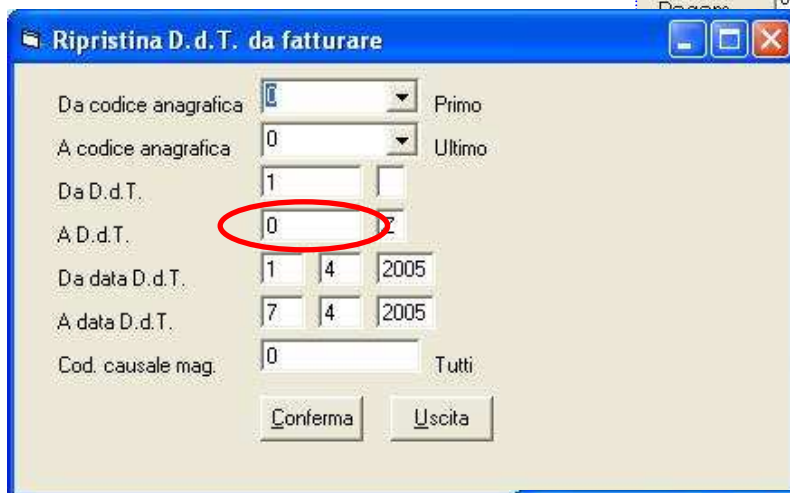 Ripristina D.d.T. da fatturare
Da codice anagrafica 0 Primo
A codice anagrafica 0 Ultimo
Da D.d.T. 1
A D.d.T. 0 Z
Da data D.d.T. 1 4 2005
A data D.d.T. 7 4 2005
Cod. causale mag. 0 Tutti
Conferma Uscita